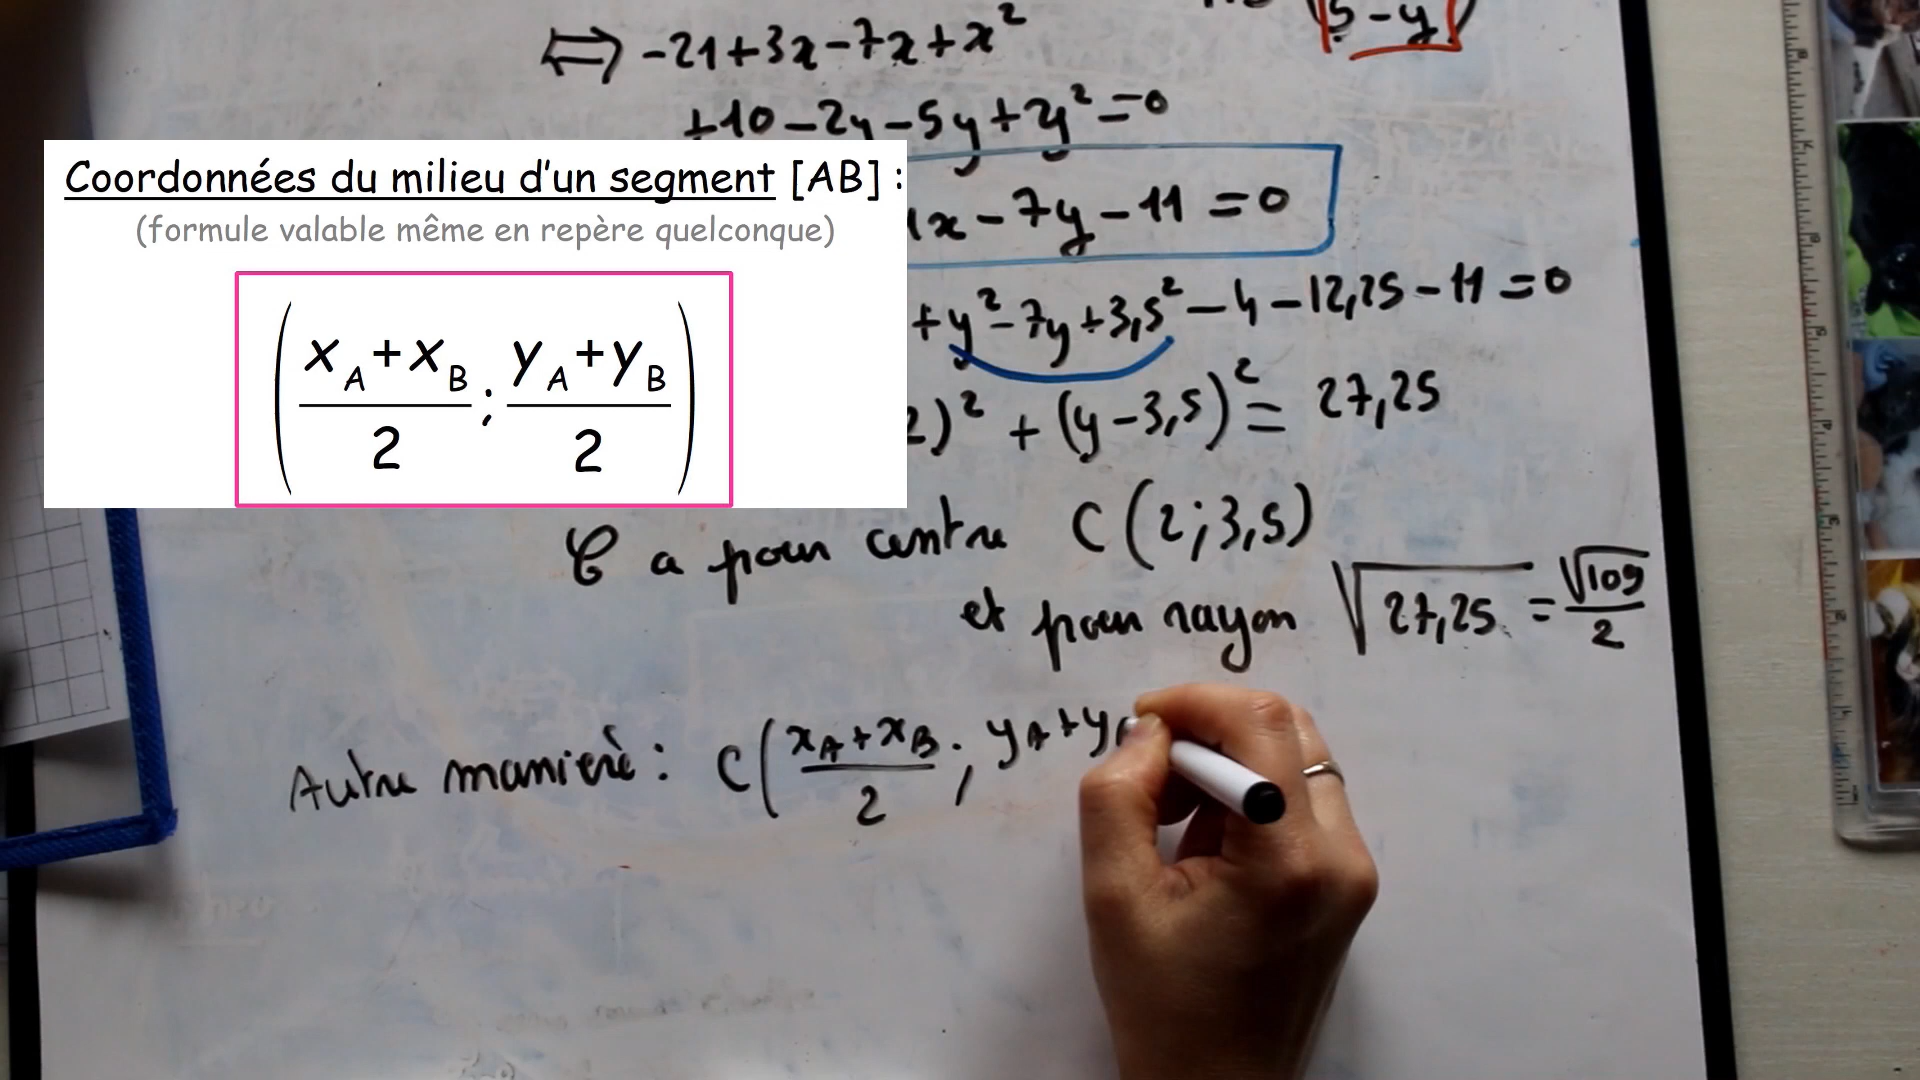 5-y
⟺ -21+3x-7x+x²
+10-2y-5y+y²=0
Coordonnées du milieu d'un segment [AB] :
(formule valable même en repère quelconque)
(x_A+x_B / 2 ; y_A+y_B / 2)
x-7y-11=0
+y²-7y+3,5²-4-12,25-11=0
2)²+(y-3,5)²=27,25
C a pour centre C(2;3,5)
et pour rayon √27,25 = √109/2
Autre manière : C(x_A+x_B / 2 ; y_A+y